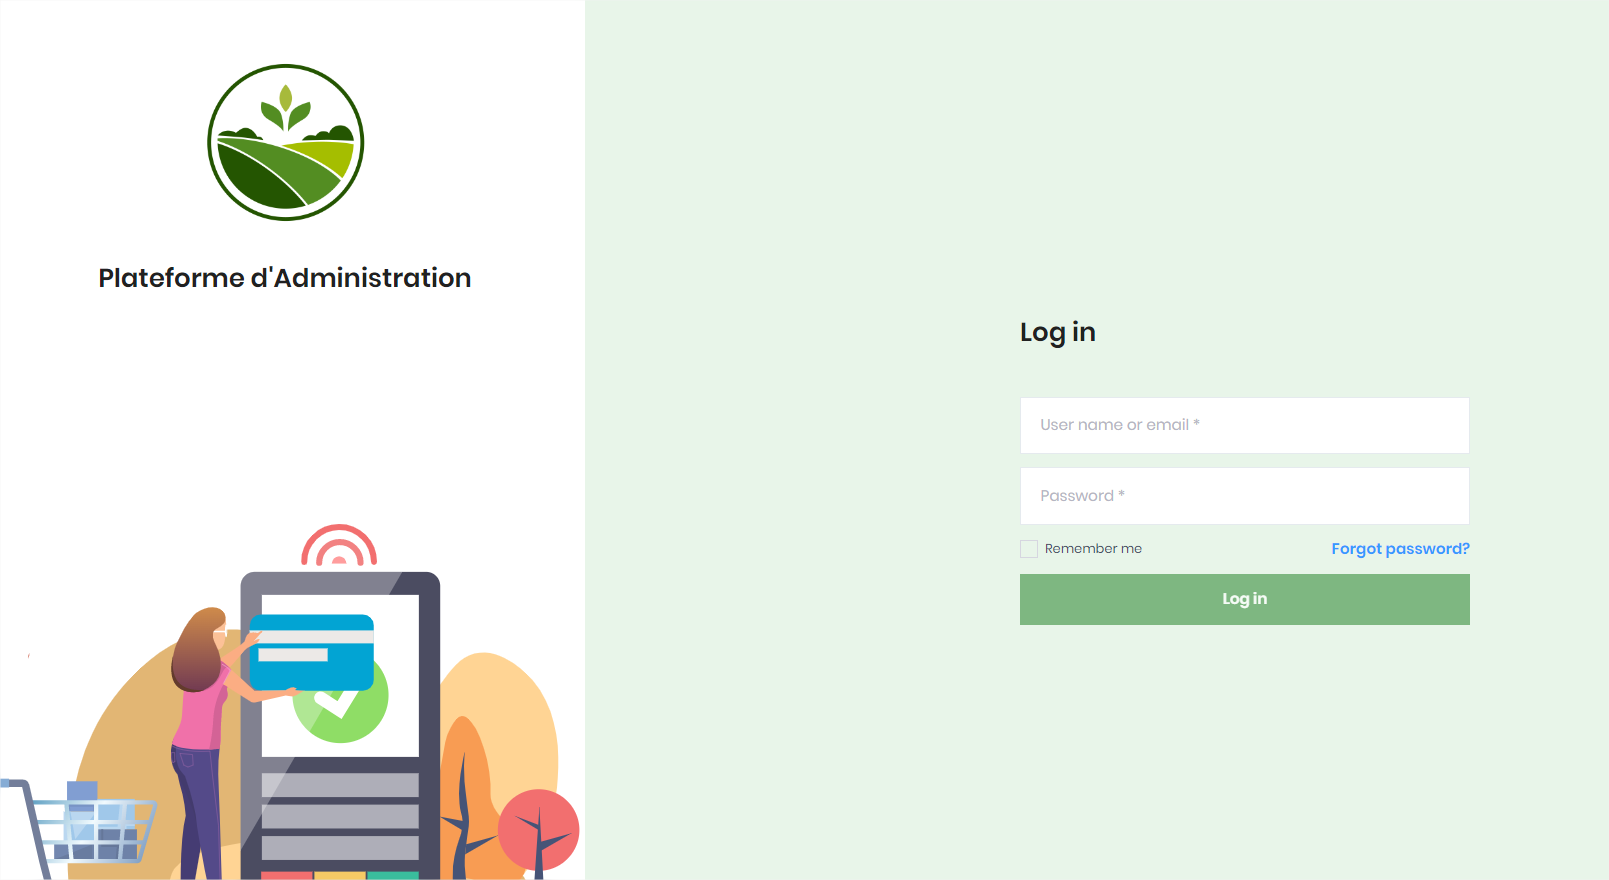 Plateforme d'Administration
Log in
User name or email *
Password *
Remember me
Forgot password?
Log in